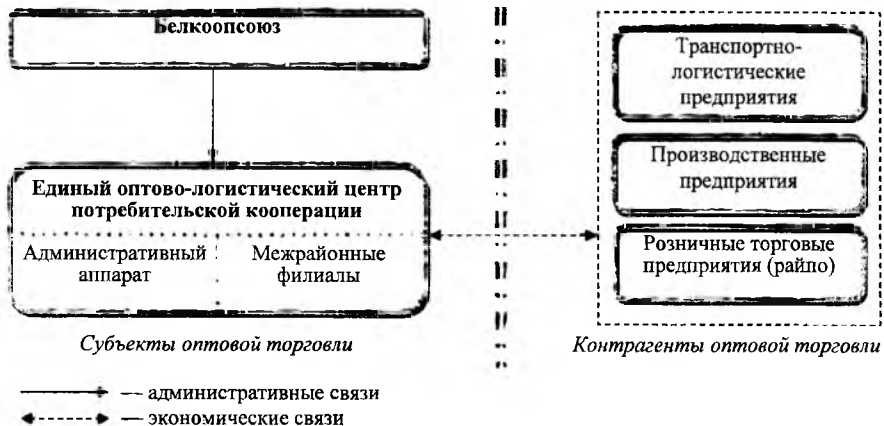 Белкоопсоюз
Единый оптово-логистический центр
потребительской кооперации
Административный
аппарат
Межрайонные
филиалы
Субъекты оптовой торговли
Транспортно-
логистические
предприятия
Производственные
предприятия
Розничные торговые
предприятия (райпо)
Контрагенты оптовой торговли
— административные связи
— экономические связи